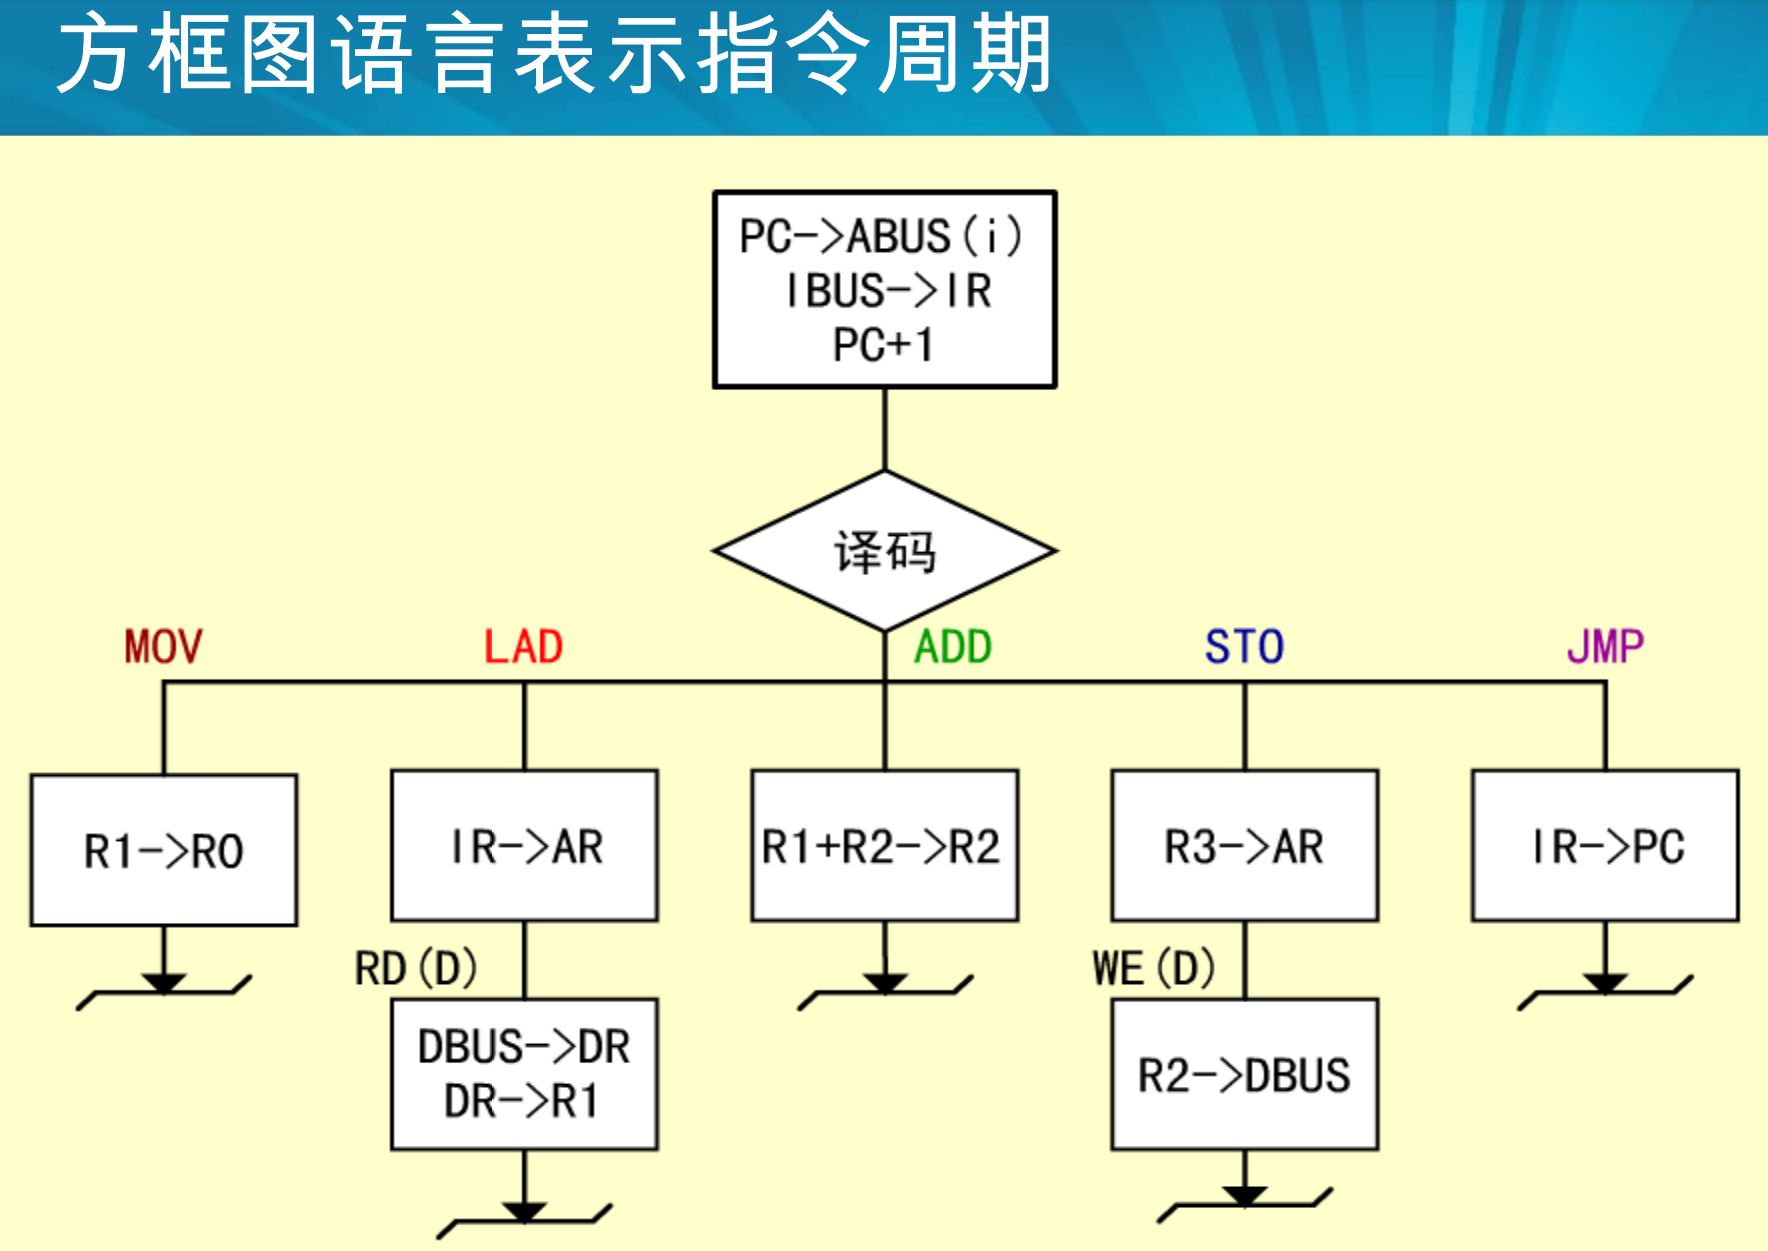 方框图语言表示指令周期
PC->ABUS(i)
IBUS->IR
PC+1
译码
MOV
LAD
ADD
STO
JMP
R1->R0
IR->AR
R1+R2->R2
R3->AR
IR->PC
RD(D)
WE(D)
DBUS->DR
DR->R1
R2->DBUS